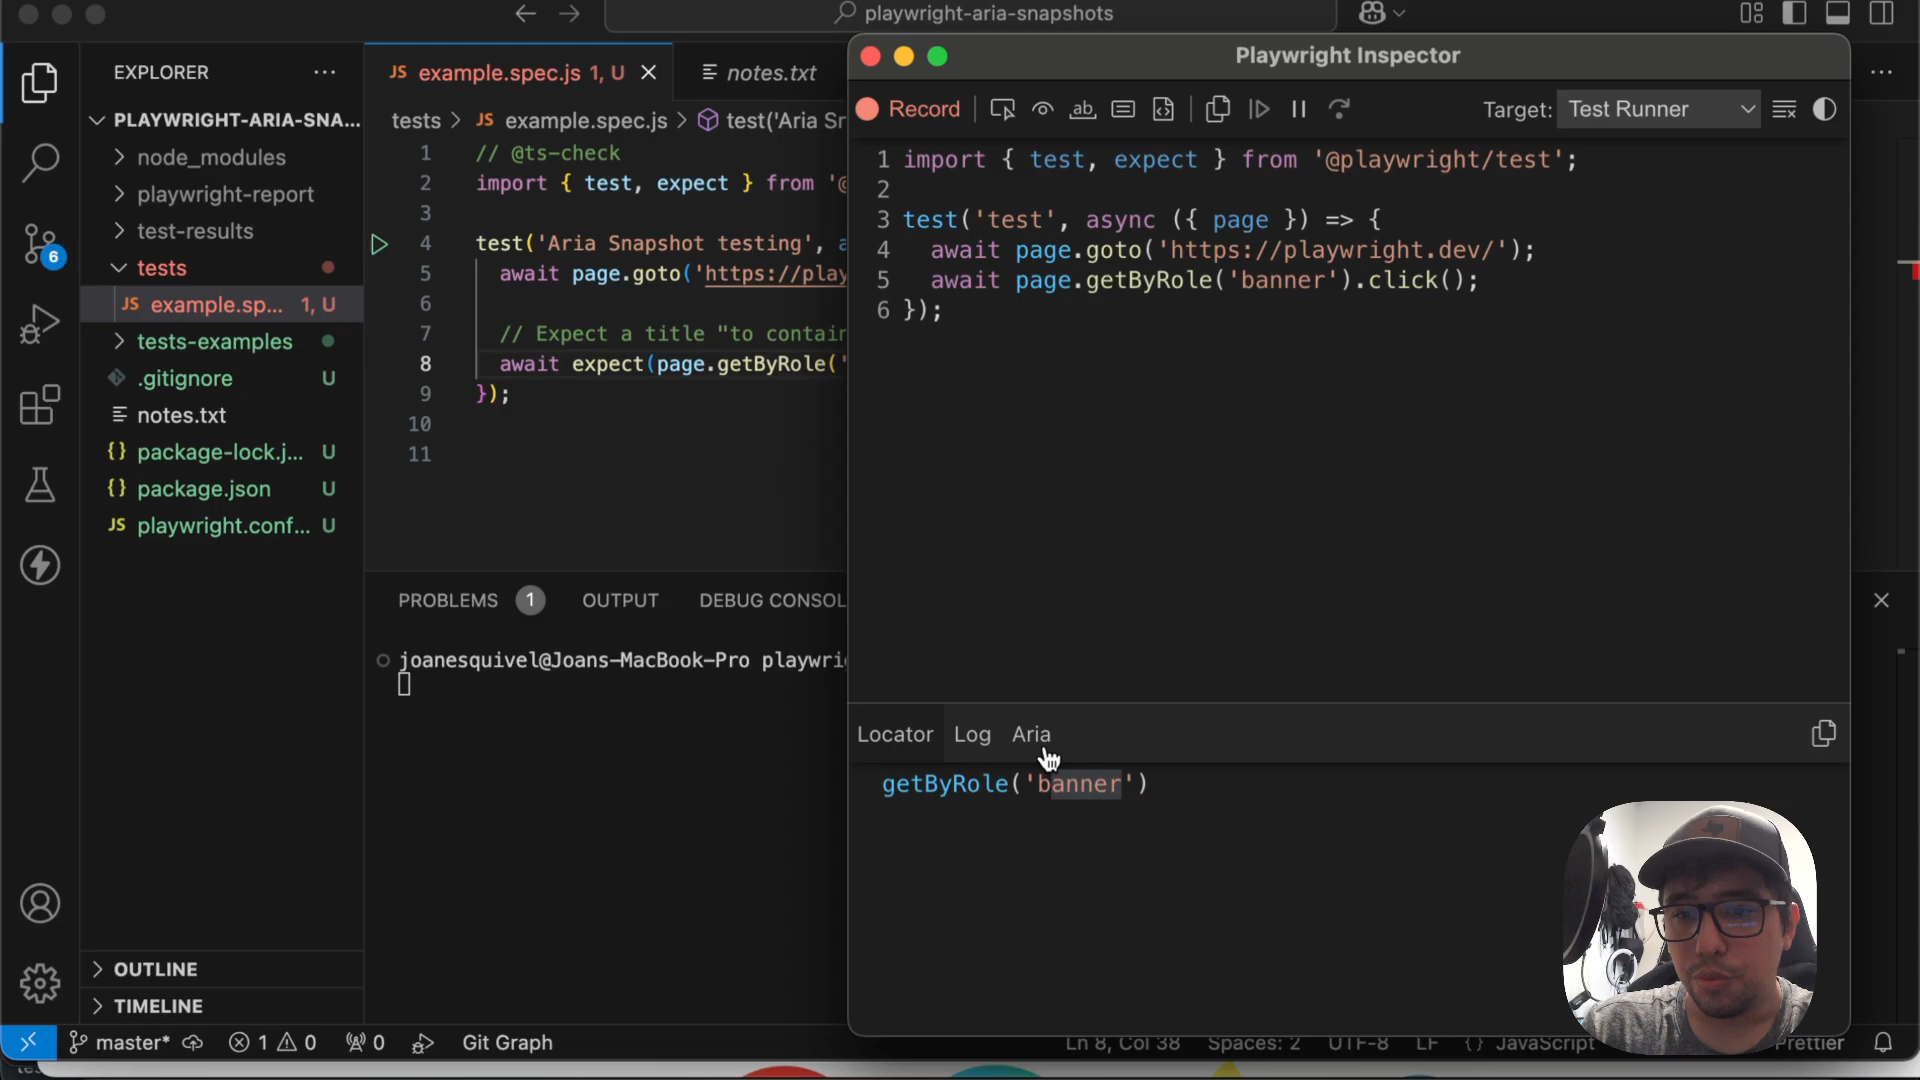 playwright-aria-snapshots
EXPLORER
PLAYWRIGHT-ARIA-SNA...
node_modules
playwright-report
test-results
tests
JS example.sp... 1, U
tests-examples
.gitignore U
notes.txt
{} package-lock.j... U
{} package.json U
JS playwright.conf... U
OUTLINE
TIMELINE
6
JS example.spec.js 1, U
notes.txt
tests > JS example.spec.js > test('Aria Sr
1 // @ts-check
2 import { test, expect } from '@
3
4 test('Aria Snapshot testing', a
5 await page.goto('https://play
6
7 // Expect a title "to contain
8 await expect(page.getByRole('
9 });
10
11
PROBLEMS 1 OUTPUT DEBUG CONSOL
joanesquivel@Joans-MacBook-Pro playwri
Playwright Inspector
Record
ab
Target: Test Runner
1 import { test, expect } from '@playwright/test';
2
3 test('test', async ({ page }) => {
4 await page.goto('https://playwright.dev/');
5 await page.getByRole('banner').click();
6 });
Locator Log Aria
getByRole('banner')
master* 1 0 0 Git Graph
Ln 8, Col 38 Spaces: 2 UTF-8 LF {} JavaScript Prettier